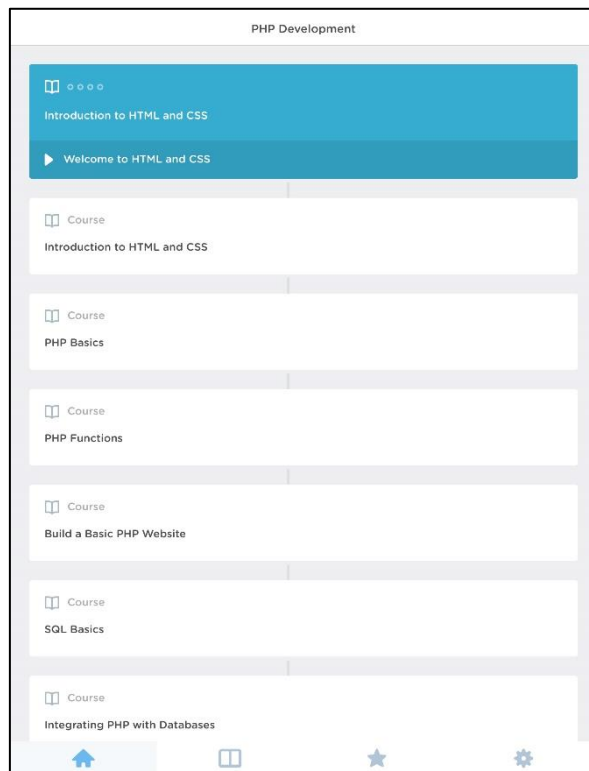 PHP Development
Introduction to HTML and CSS
Welcome to HTML and CSS
Course
Introduction to HTML and CSS
Course
PHP Basics
Course
PHP Functions
Course
Build a Basic PHP Website
Course
SQL Basics
Course
Integrating PHP with Databases